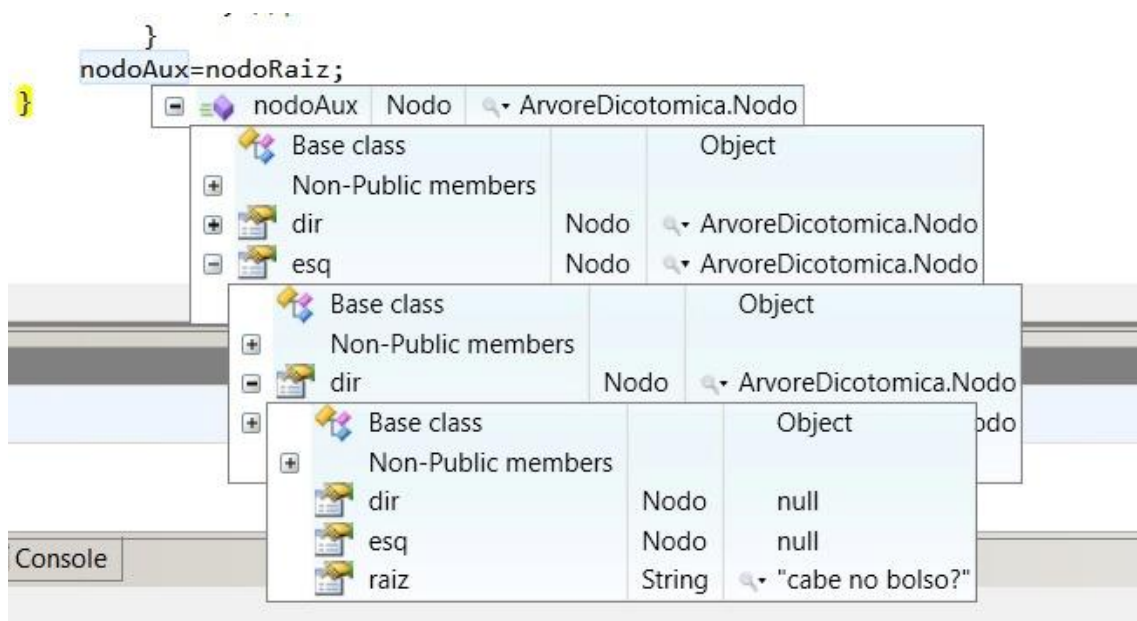 }
nodoAux=nodoRaiz;
}
nodoAux Nodo ArvoreDicotomica.Nodo
Base class Object
Non-Public members
dir Nodo ArvoreDicotomica.Nodo
esq Nodo ArvoreDicotomica.Nodo
Base class Object
Non-Public members
dir Nodo ArvoreDicotomica.Nodo
Base class Object
Non-Public members
dir Nodo null
esq Nodo null
Console
raiz String "cabe no bolso?"